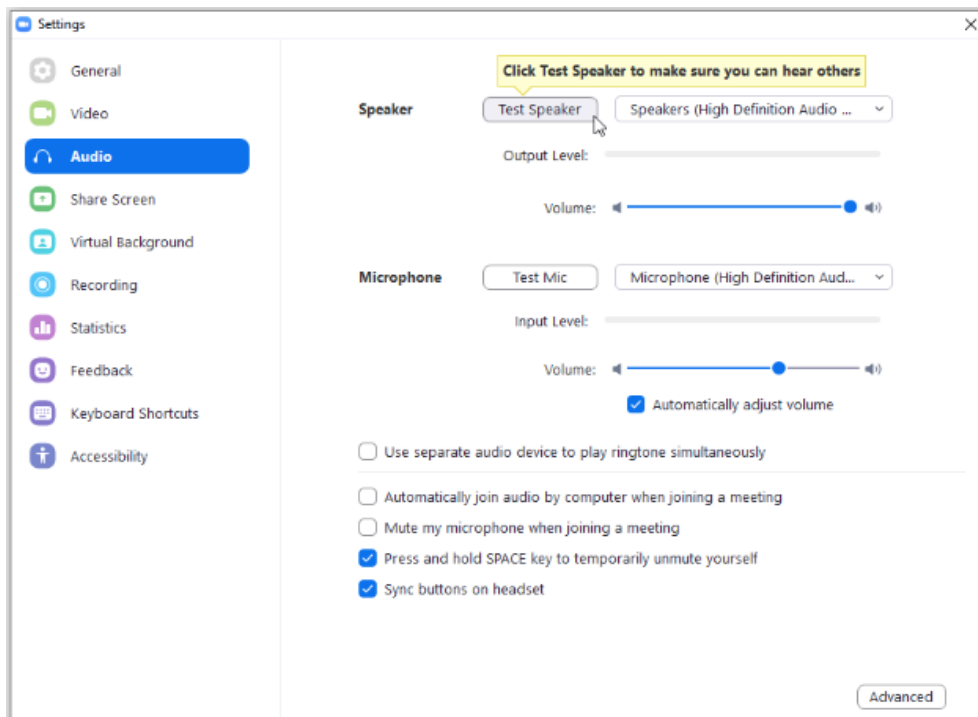 Settings
General
Video
Audio
Share Screen
Virtual Background
Recording
Statistics
Feedback
Keyboard Shortcuts
Accessibility
Click Test Speaker to make sure you can hear others
Speaker Test Speaker Speakers (High Definition Audio ...
Output Level:
Volume:
Microphone Test Mic Microphone (High Definition Aud...
Input Level:
Volume:
Automatically adjust volume
Use separate audio device to play ringtone simultaneously
Automatically join audio by computer when joining a meeting
Mute my microphone when joining a meeting
Press and hold SPACE key to temporarily unmute yourself
Sync buttons on headset
Advanced